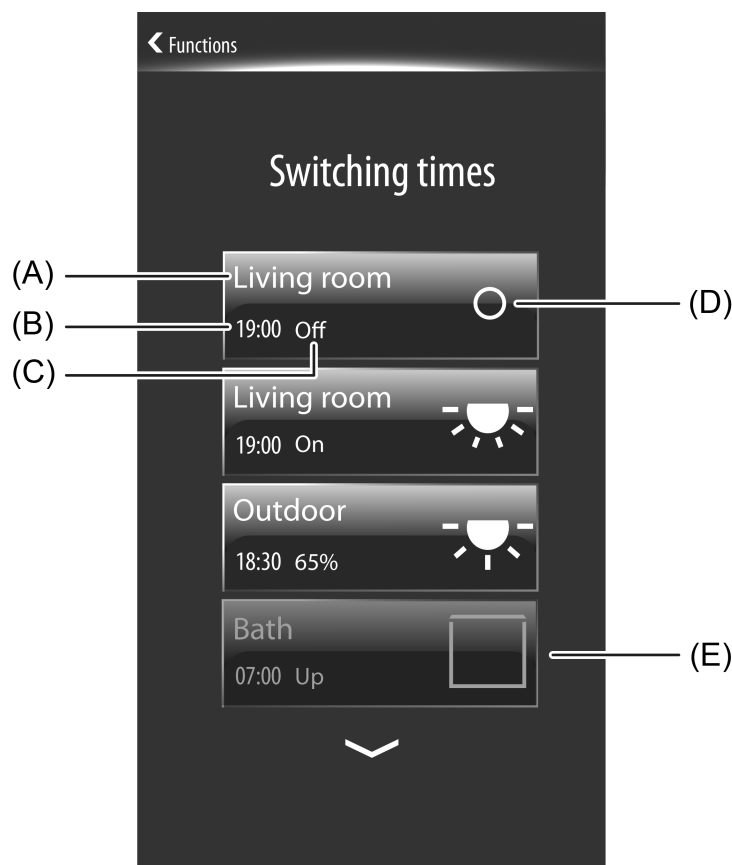 Functions
Switching times
(A)
Living room
(D)
(B)
19:00 Off
(C)
Living room
19:00 On
Outdoor
18:30 65%
Bath
(E)
07:00 Up